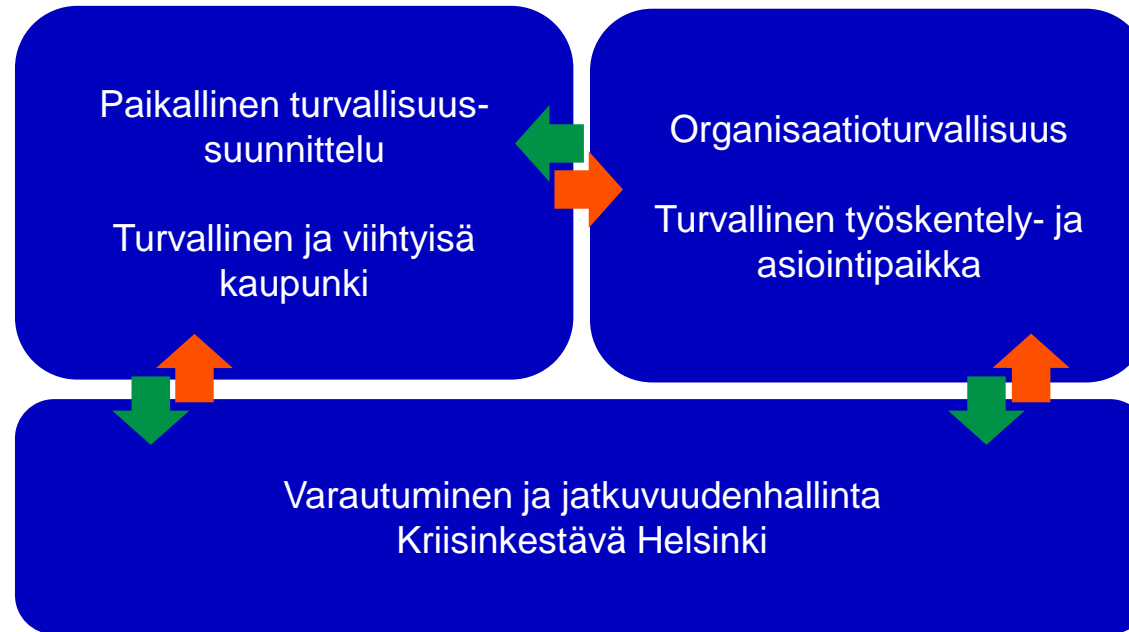 Paikallinen turvallisuus-
suunnittelu
Turvallinen ja viihtyisä
kaupunki
Organisaatioturvallisuus
Turvallinen työskentely- ja
asiointipaikka
Varautuminen ja jatkuvuudenhallinta
Kriisinkestävä Helsinki